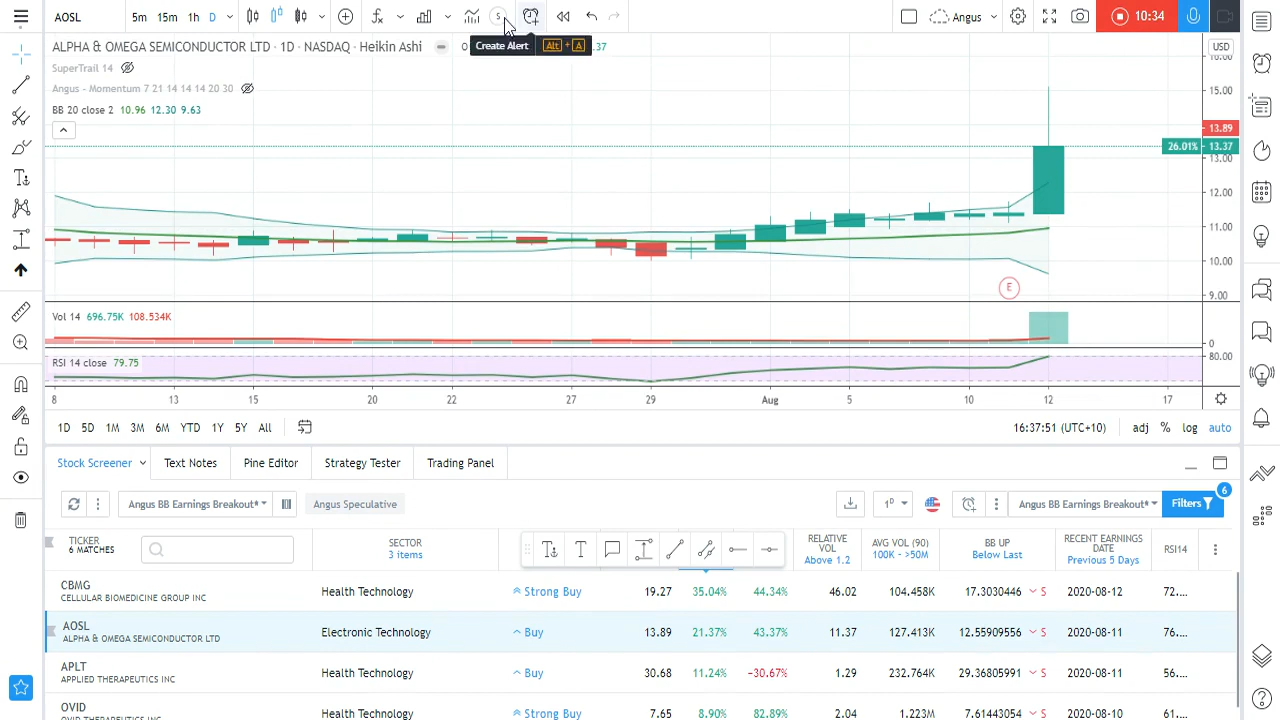 AOSL 5m 15m 1h D S Angus 10:34
ALPHA & OMEGA SEMICONDUCTOR LTD · 1D · NASDAQ · Heikin Ashi O Create Alert Alt + A .37 USD
SuperTrail 14
Angus - Momentum 7 21 14 14 14 20 30
BB 20 close 2 10.96 12.30 9.63
16.00
15.00
13.89
26.01% 13.37
13.00
12.00
11.00
10.00
9.00
E
Vol 14 696.75K 108.534K
0
RSI 14 close 79.75
80.00
8 13 15 20 22 27 29 Aug 5 10 12 17
1D 5D 1M 3M 6M YTD 1Y 5Y All 16:37:51 (UTC+10) adj % log auto
Stock Screener Text Notes Pine Editor Strategy Tester Trading Panel
Angus BB Earnings Breakout* Angus Speculative 1D Angus BB Earnings Breakout* Filters 6
TICKER
6 MATCHES
SECTOR
3 items
RELATIVE VOL
Above 1.2
AVG VOL (90)
100K - >50M
BB UP
Below Last
RECENT EARNINGS DATE
Previous 5 Days
RSI14
CBMG Health Technology Strong Buy 19.27 35.04% 44.34% 46.02 104.458K 17.3030446 S 2020-08-12 72....
CELLULAR BIOMEDICINE GROUP INC
AOSL Electronic Technology Buy 13.89 21.37% 43.37% 11.37 127.413K 12.55909556 S 2020-08-11 76....
ALPHA & OMEGA SEMICONDUCTOR LTD
APLT Health Technology Buy 30.68 11.24% −30.67% 1.29 232.764K 29.36805991 S 2020-08-11 56....
APPLIED THERAPEUTICS INC
OVID Health Technology Strong Buy 7.65 8.90% 82.89% 2.04 1.223M 7.61443054 S 2020-08-10 61....